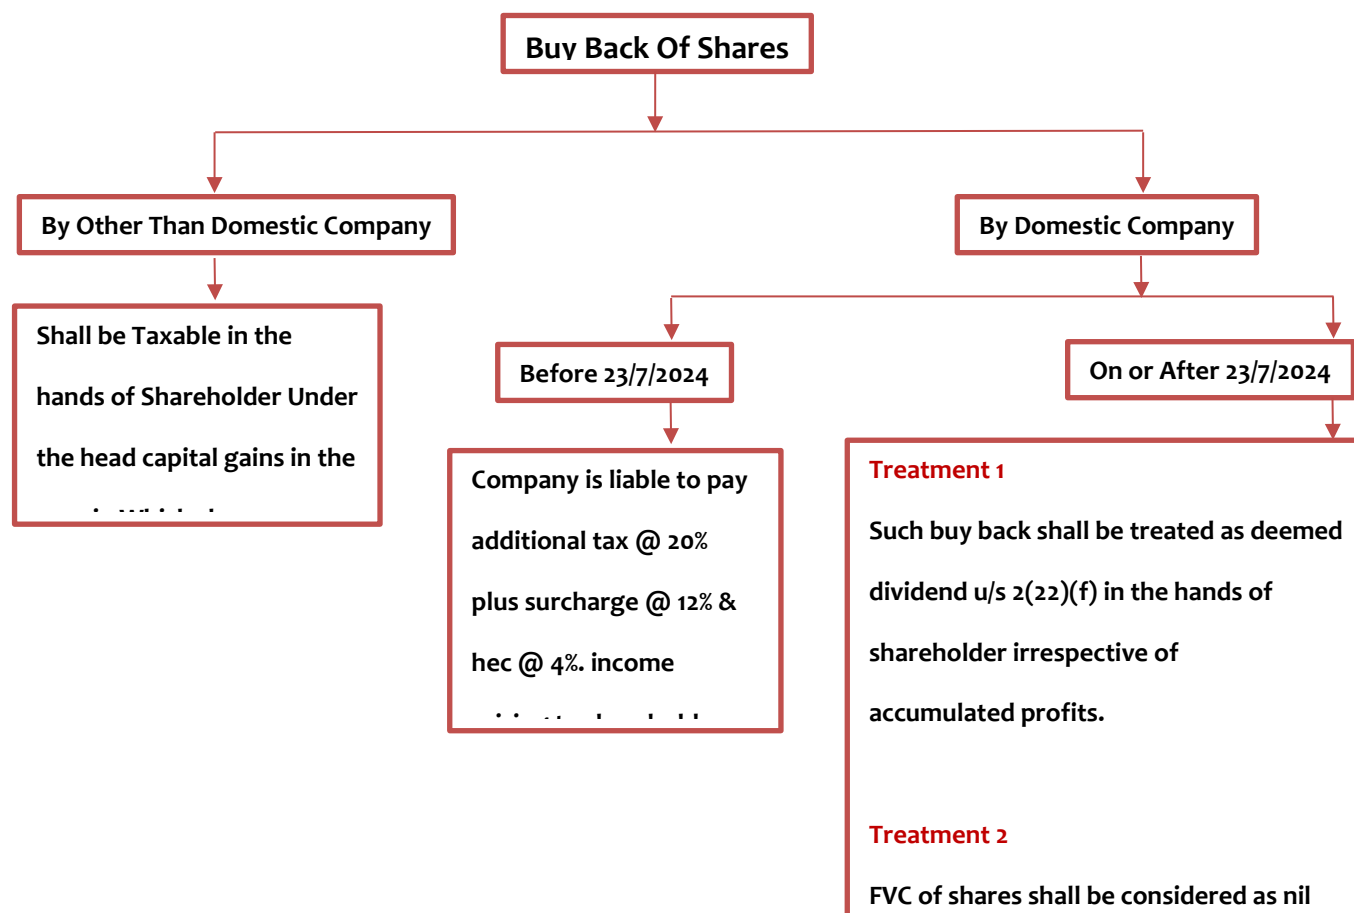 Buy Back Of Shares
By Other Than Domestic Company
By Domestic Company
Shall be Taxable in the
hands of Shareholder Under
the head capital gains in the
Before 23/7/2024
On or After 23/7/2024
Company is liable to pay
additional tax @ 20%
plus surcharge @ 12% &
hec @ 4%. income
Treatment 1
Such buy back shall be treated as deemed
dividend u/s 2(22)(f) in the hands of
shareholder irrespective of
accumulated profits.
Treatment 2
FVC of shares shall be considered as nil